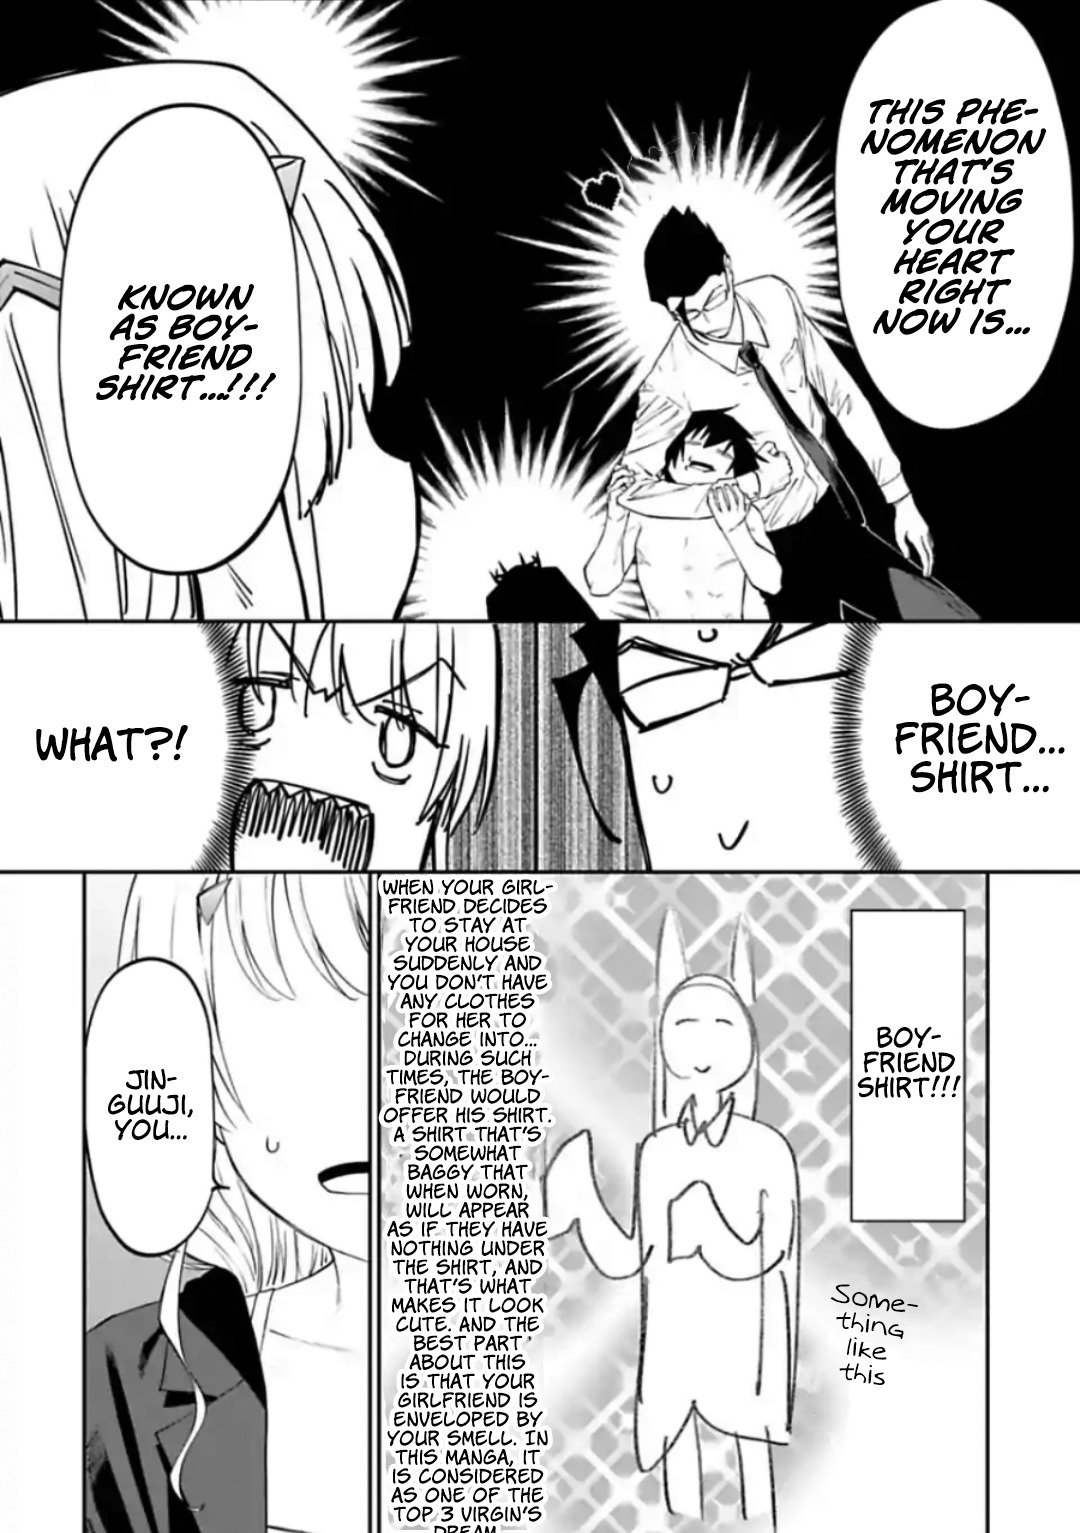 THIS PHE-
NOMENON
THAT'S
MOVING
YOUR
HEART
RIGHT
NOW IS...
KNOWN
AS BOY-
FRIEND
SHIRT...!!!
BOY-
FRIEND...
SHIRT...
WHAT?!
BOY-
FRIEND
SHIRT!!!
Some-
thing
like
this
WHEN YOUR GIRL-
FRIEND DECIDES
TO STAY AT
YOUR HOUSE
SUDDENLY AND
YOU DON'T HAVE
ANY CLOTHES
FOR HER TO
CHANGE INTO...
DURING SUCH
TIMES, THE BOY-
FRIEND WOULD
OFFER HIS SHIRT.
A SHIRT THAT'S
SOMEWHAT
BAGGY THAT
WHEN WORN,
WILL APPEAR
AS IF THEY HAVE
NOTHING UNDER
THE SHIRT, AND
THAT'S WHAT
MAKES IT LOOK
CUTE. AND THE
BEST PART
ABOUT THIS
IS THAT YOUR
GIRLFRIEND IS
ENVELOPED BY
YOUR SMELL. IN
THIS MANGA, IT
IS CONSIDERED
AS ONE OF THE
TOP 3 VIRGIN'S
DREAM
JIN-
GUUJI,
YOU...